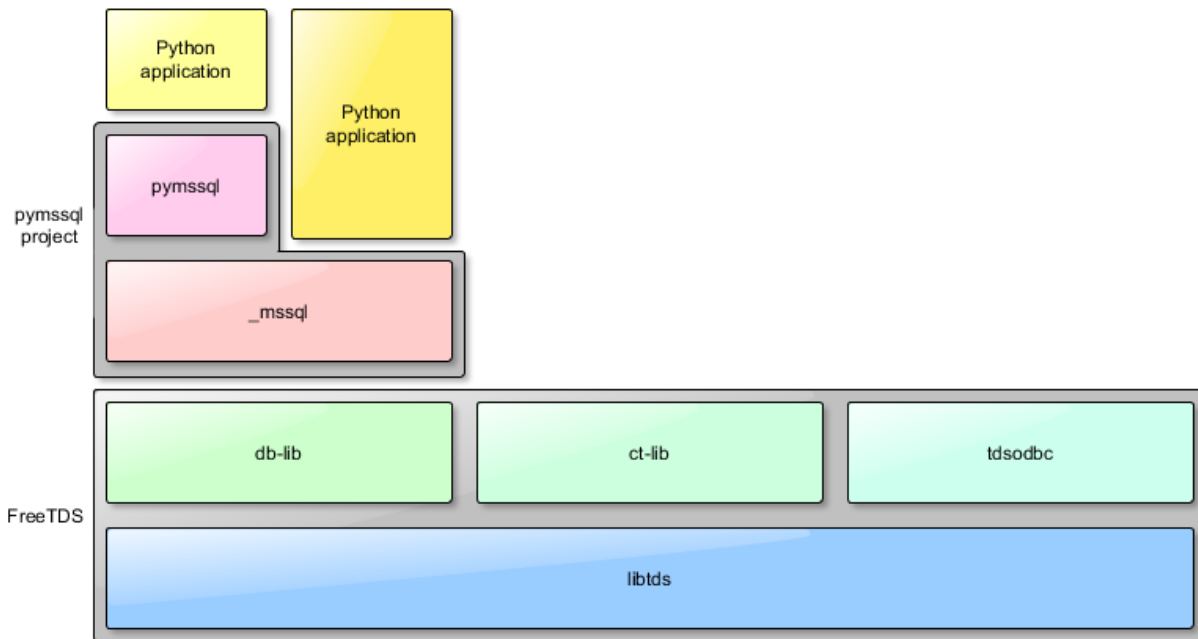 Python
application
Python
application
pymssql
pymssql
project
_mssql
db-lib
ct-lib
tdsodbc
FreeTDS
libtds